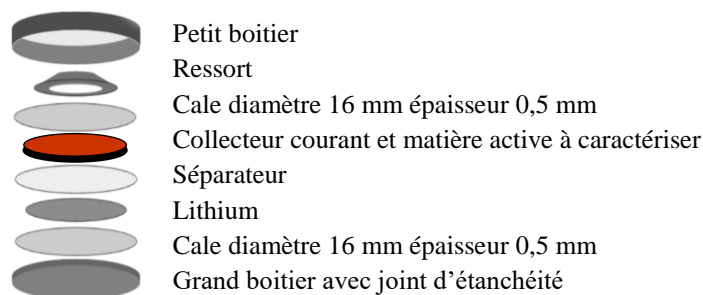 Petit boitier
Ressort
Cale diamètre 16 mm épaisseur 0,5 mm
Collecteur courant et matière active à caractériser
Séparateur
Lithium
Cale diamètre 16 mm épaisseur 0,5 mm
Grand boitier avec joint d’étanchéité